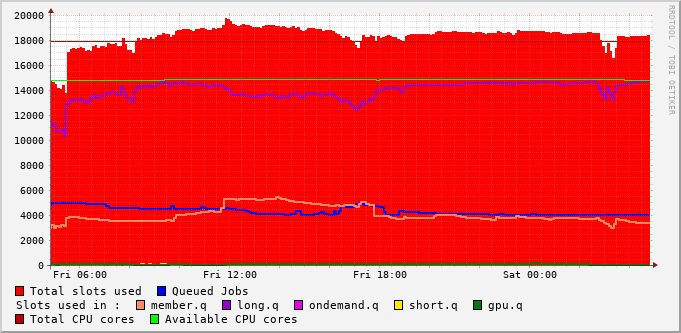 RRDTOOL / TOBI OETIKER
20000
18000
16000
14000
12000
10000
8000
6000
4000
2000
0
Fri 06:00 Fri 12:00 Fri 18:00 Sat 00:00
Total slots used Queued Jobs
Slots used in : member.q long.q ondemand.q short.q gpu.q
Total CPU cores Available CPU cores